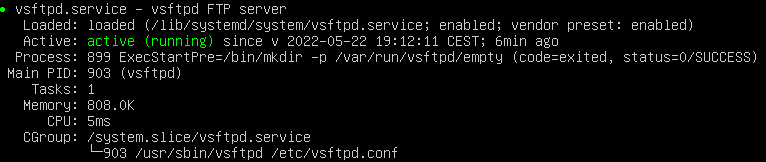 ● vsftpd.service – vsftpd FTP server
Loaded: loaded (/lib/systemd/system/vsftpd.service; enabled; vendor preset: enabled)
Active: active (running) since v 2022-05-22 19:12:11 CEST; 6min ago
Process: 899 ExecStartPre=/bin/mkdir -p /var/run/vsftpd/empty (code=exited, status=0/SUCCESS)
Main PID: 903 (vsftpd)
Tasks: 1
Memory: 808.0K
CPU: 5ms
CGroup: /system.slice/vsftpd.service
└─903 /usr/sbin/vsftpd /etc/vsftpd.conf